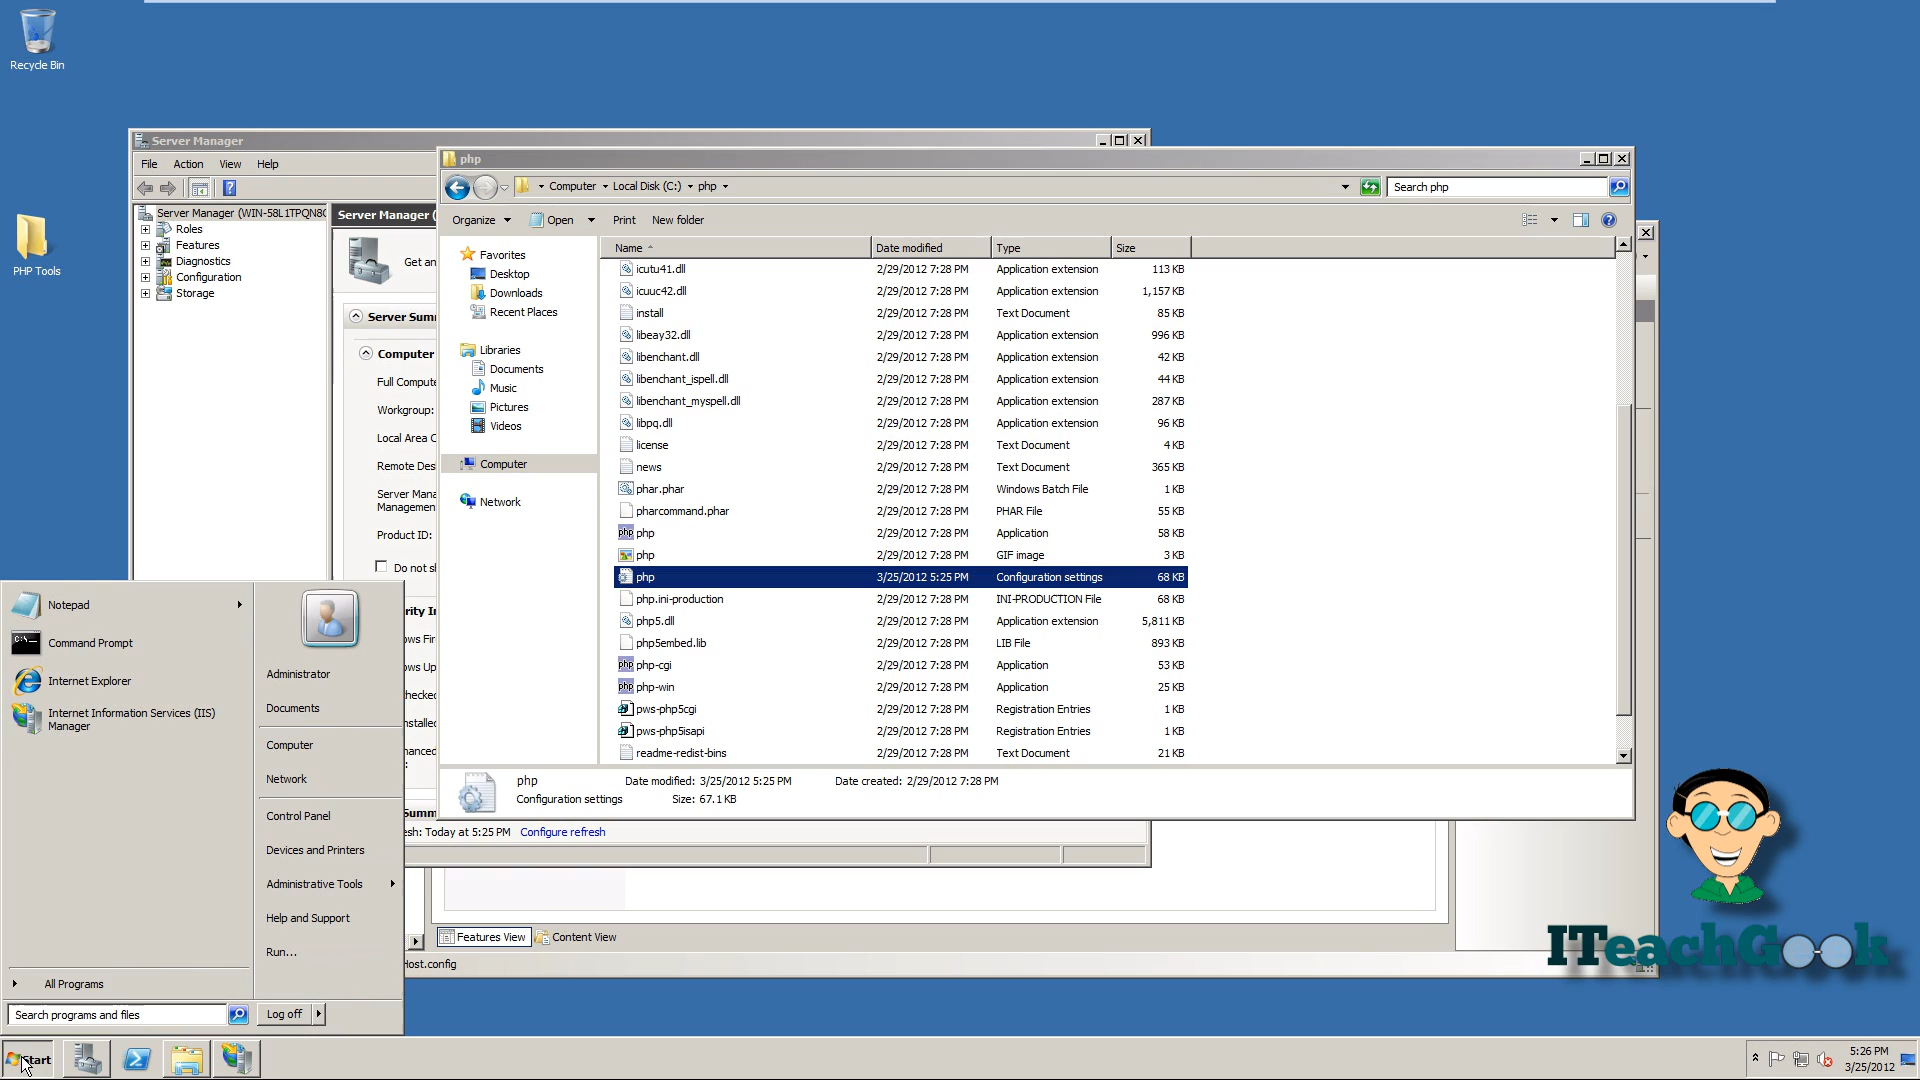 Recycle Bin
PHP Tools
Server Manager
File Action View Help
Server Manager (WIN-58L1TPQN8
Roles
Features
Diagnostics
Configuration
Storage
Server Manager (
Get an
Server Sum
Computer
Full Compute
Workgroup:
Local Area C
Remote Des
Server Mana
Management
Product ID:
Do not s
php
Computer Local Disk (C:) php
Search php
Organize Open Print New folder
Favorites
Desktop
Downloads
Recent Places
Libraries
Documents
Music
Pictures
Videos
Computer
Network
Name Date modified Type Size
icutu41.dll 2/29/2012 7:28 PM Application extension 113 KB
icuuc42.dll 2/29/2012 7:28 PM Application extension 1,157 KB
install 2/29/2012 7:28 PM Text Document 85 KB
libeay32.dll 2/29/2012 7:28 PM Application extension 996 KB
libenchant.dll 2/29/2012 7:28 PM Application extension 42 KB
libenchant_ispell.dll 2/29/2012 7:28 PM Application extension 44 KB
libenchant_myspell.dll 2/29/2012 7:28 PM Application extension 287 KB
libpq.dll 2/29/2012 7:28 PM Application extension 96 KB
license 2/29/2012 7:28 PM Text Document 4 KB
news 2/29/2012 7:28 PM Text Document 365 KB
phar.phar 2/29/2012 7:28 PM Windows Batch File 1 KB
pharcommand.phar 2/29/2012 7:28 PM PHAR File 55 KB
php 2/29/2012 7:28 PM Application 58 KB
php 2/29/2012 7:28 PM GIF image 3 KB
php 3/25/2012 5:25 PM Configuration settings 68 KB
php.ini-production 2/29/2012 7:28 PM INI-PRODUCTION File 68 KB
php5.dll 2/29/2012 7:28 PM Application extension 5,811 KB
php5embed.lib 2/29/2012 7:28 PM LIB File 893 KB
php-cgi 2/29/2012 7:28 PM Application 53 KB
php-win 2/29/2012 7:28 PM Application 25 KB
pws-php5cgi 2/29/2012 7:28 PM Registration Entries 1 KB
pws-php5isapi 2/29/2012 7:28 PM Registration Entries 1 KB
readme-redist-bins 2/29/2012 7:28 PM Text Document 21 KB
php Date modified: 3/25/2012 5:25 PM Date created: 2/29/2012 7:28 PM
Configuration settings Size: 67.1 KB
Notepad
Command Prompt
Internet Explorer
Internet Information Services (IIS)
Manager
All Programs
Search programs and files
Administrator
Documents
Computer
Network
Control Panel
Devices and Printers
Administrative Tools
Help and Support
Run...
Log off
urity In
ows Fir
ows Up
hecked
nstalle
hanced
Summ
esh: Today at 5:25 PM Configure refresh
Features View Content View
Host.config
ITeachGook
Start
5:26 PM
3/25/2012